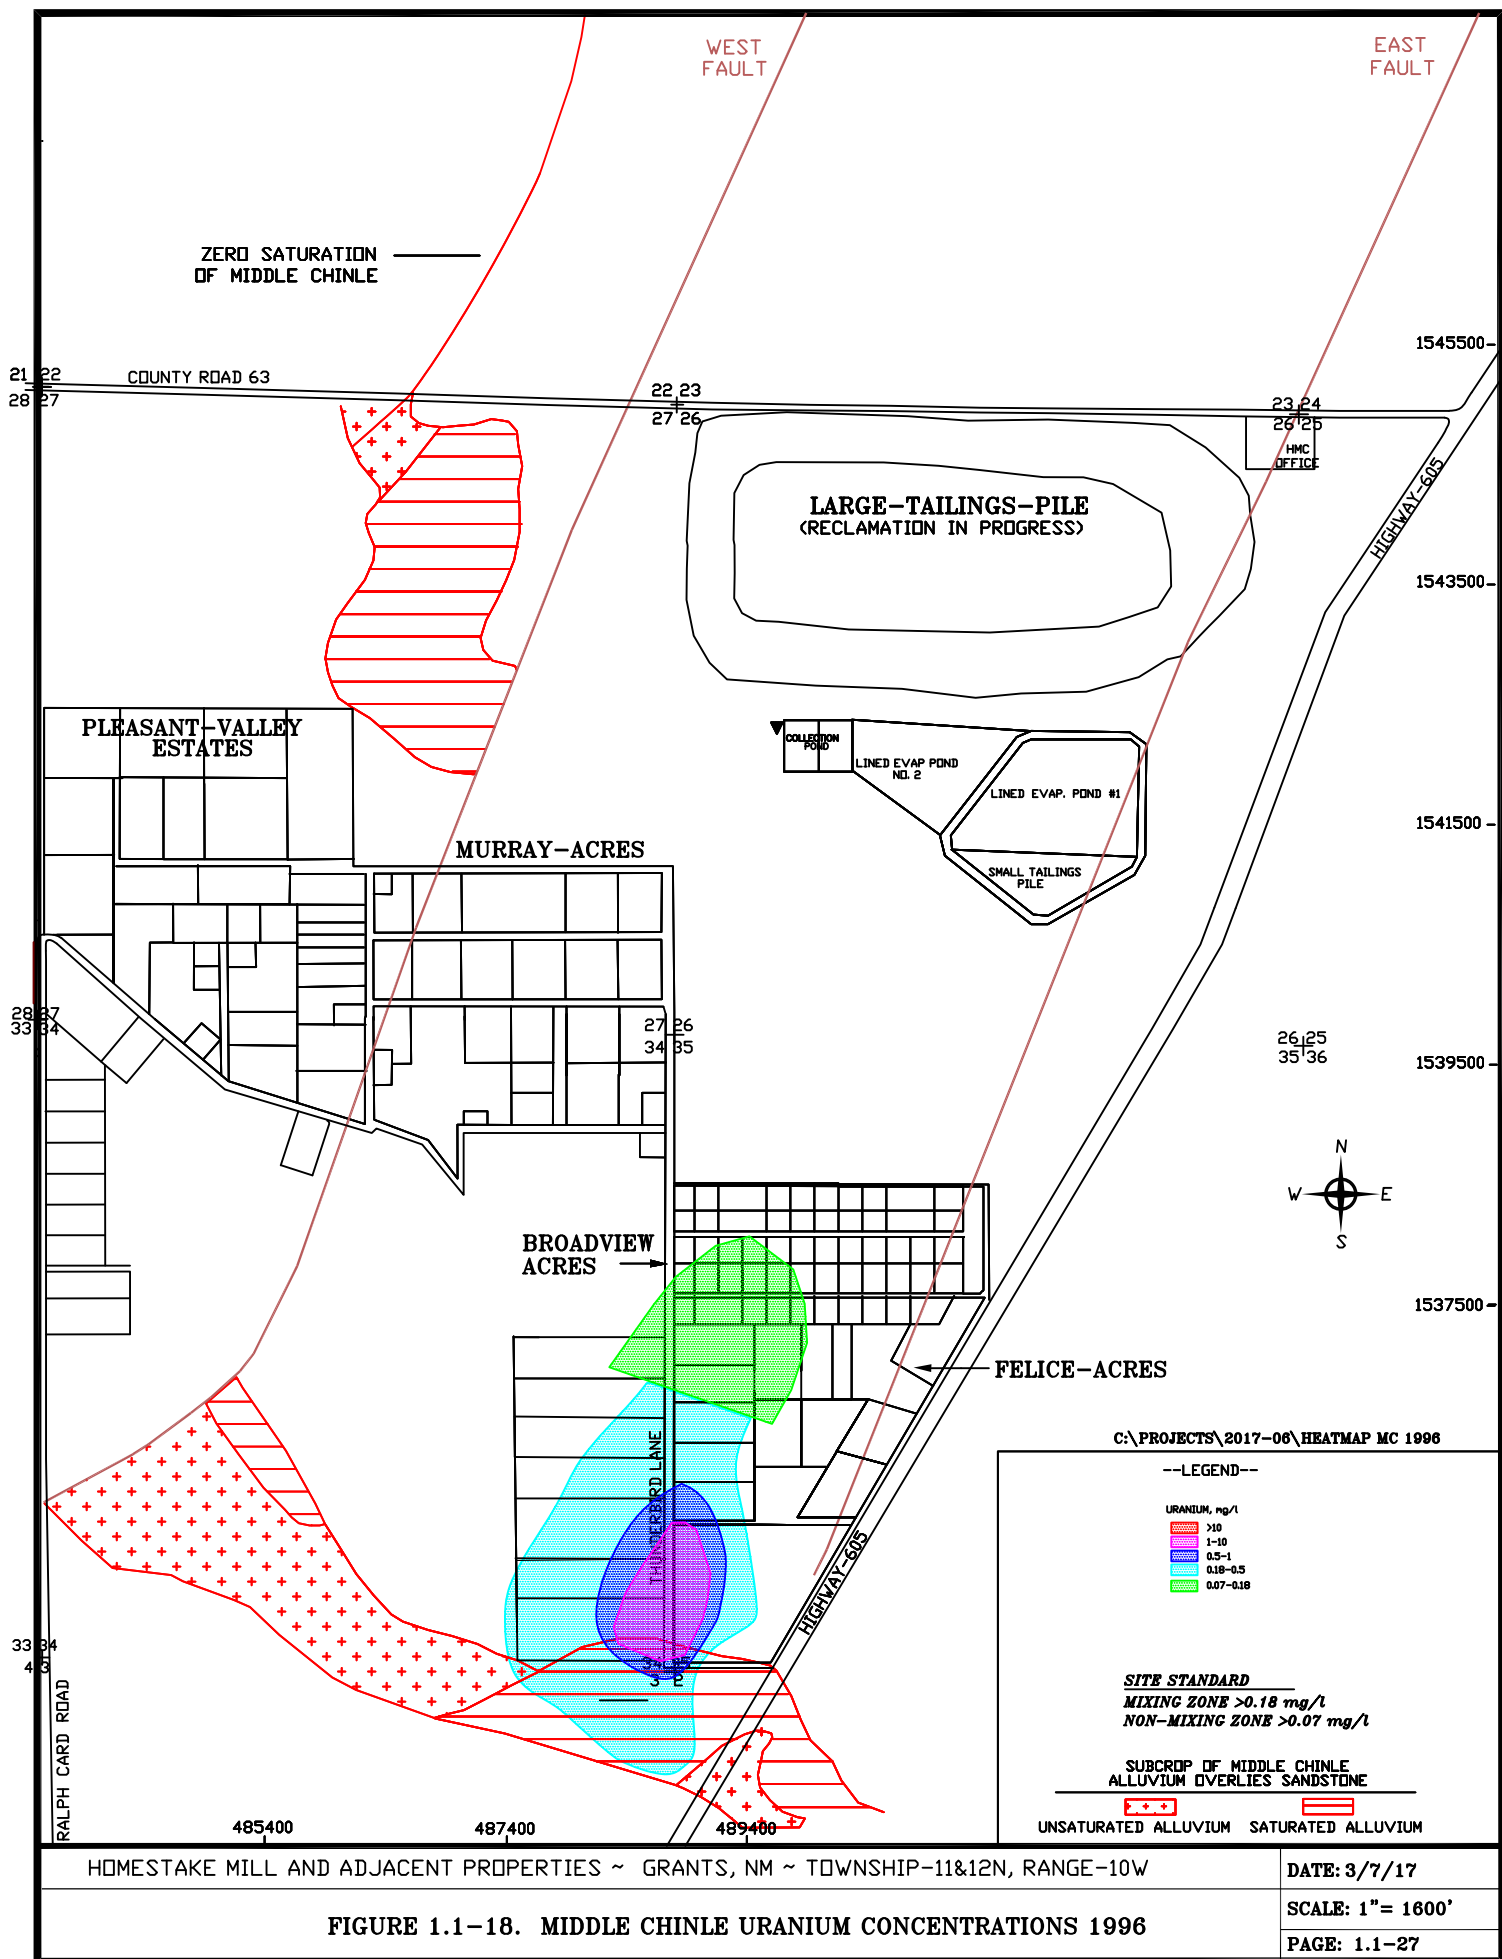 WEST
FAULT
EAST
FAULT
ZERO SATURATION
OF MIDDLE CHINLE
1545500
21 22
28 27
COUNTY ROAD 63
22 23
27 26
23 24
26 25
HMC
OFFICE
HIGHWAY-605
LARGE-TAILINGS-PILE
(RECLAMATION IN PROGRESS)
1543500
PLEASANT-VALLEY
ESTATES
COLLECTION
POND
LINED EVAP POND
NO. 2
LINED EVAP. POND #1
1541500
MURRAY-ACRES
SMALL TAILINGS
PILE
28 27
33 34
27 26
34 35
26 25
35 36
1539500
N
W E
S
BROADVIEW
ACRES
1537500
FELICE-ACRES
THUNDERBIRD LANE
HIGHWAY-605
C:\PROJECTS\2017-06\HEATMAP MC 1996
--LEGEND--
URANIUM, mg/l
>10
1-10
0.5-1
0.18-0.5
0.07-0.18
33 34
4 3
34 35
3 2
RALPH CARD ROAD
SITE STANDARD
MIXING ZONE >0.18 mg/l
NON-MIXING ZONE >0.07 mg/l
SUBCROP OF MIDDLE CHINLE
ALLUVIUM OVERLIES SANDSTONE
UNSATURATED ALLUVIUM SATURATED ALLUVIUM
485400
487400
489400
HOMESTAKE MILL AND ADJACENT PROPERTIES ~ GRANTS, NM ~ TOWNSHIP-11&12N, RANGE-10W
DATE: 3/7/17
FIGURE 1.1-18. MIDDLE CHINLE URANIUM CONCENTRATIONS 1996
SCALE: 1"= 1600'
PAGE: 1.1-27